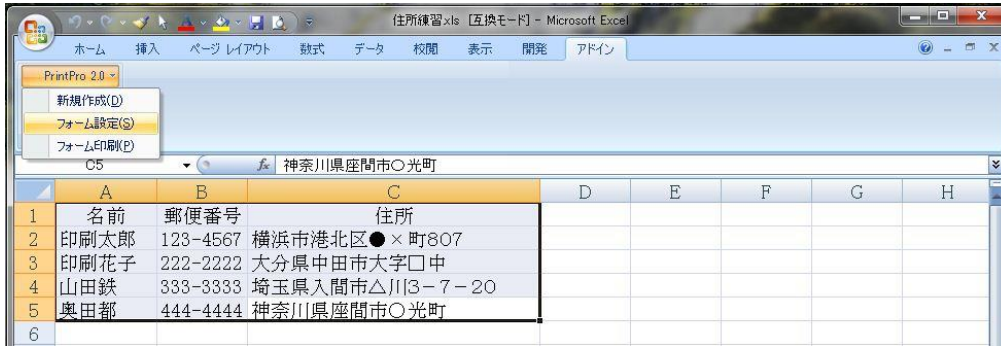 住所練習.xls [互換モード] - Microsoft Excel
ホーム 挿入 ページ レイアウト 数式 データ 校閲 表示 開発 アドイン
PrintPro 2.0
新規作成(D)
フォーム設定(S)
フォーム印刷(P)
C5 fx 神奈川県座間市○光町
A B C D E F G H
1 名前 郵便番号 住所
2 印刷太郎 123-4567 横浜市港北区●×町807
3 印刷花子 222-2222 大分県中田市大字□中
4 山田鉄 333-3333 埼玉県入間市△川3-7-20
5 奥田都 444-4444 神奈川県座間市○光町
6